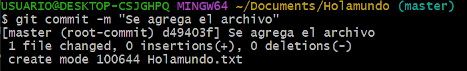 USUARIO@DESKTOP-CSJGHPQ MINGW64 ~/Documents/Holamundo (master)
$ git commit -m "Se agrega el archivo"
[master (root-commit) d49403f] Se agrega el archivo
 1 file changed, 0 insertions(+), 0 deletions(-)
 create mode 100644 Holamundo.txt